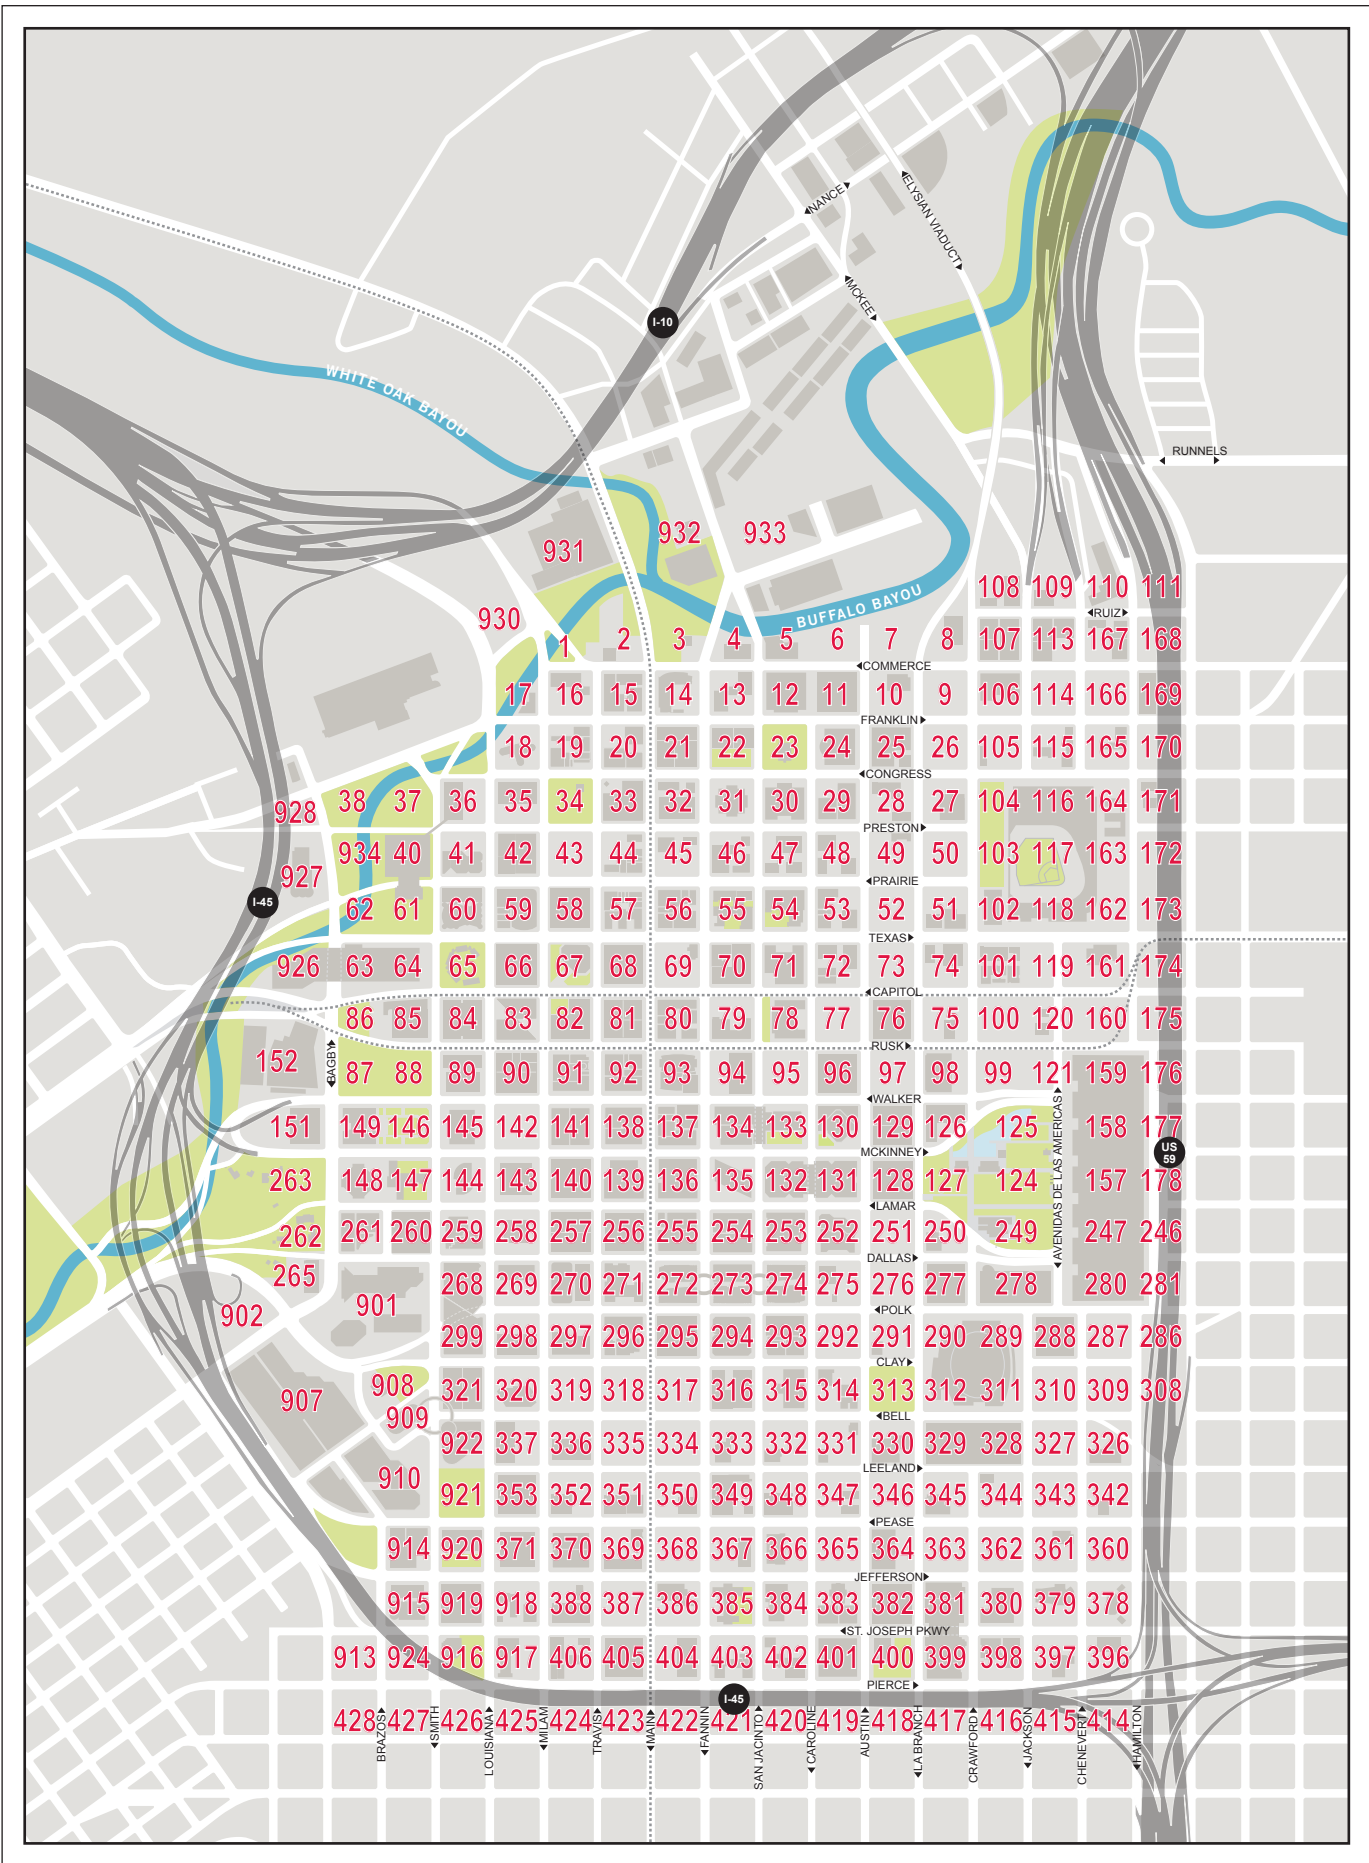 NANCE
ELYSIAN VIADUCT
MCKEE
I-10
WHITE OAK BAYOU
RUNNELS
931 932 933
BUFFALO BAYOU
108 109 110 111
RUIZ
930 1 2 3 4 5 6 7 8 107 113 167 168
COMMERCE
17 16 15 14 13 12 11 10 9 106 114 166 169
FRANKLIN
18 19 20 21 22 23 24 25 26 105 115 165 170
CONGRESS
928 38 37 36 35 34 33 32 31 30 29 28 27 104 116 164 171
PRESTON
927 934 40 41 42 43 44 45 46 47 48 49 50 103 117 163 172
PRAIRIE
I-45
62 61 60 59 58 57 56 55 54 53 52 51 102 118 162 173
TEXAS
926 63 64 65 66 67 68 69 70 71 72 73 74 101 119 161 174
CAPITOL
86 85 84 83 82 81 80 79 78 77 76 75 100 120 160 175
RUSK
BAGBY
152 87 88 89 90 91 92 93 94 95 96 97 98 99 121 159 176
WALKER
151 149 146 145 142 141 138 137 134 133 130 129 126 125 158 177
MCKINNEY
US
59
AVENIDAS DE LAS AMERICAS
263 148 147 144 143 140 139 136 135 132 131 128 127 124 157 178
LAMAR
262 261 260 259 258 257 256 255 254 253 252 251 250 249 247 246
DALLAS
265 268 269 270 271 272 273 274 275 276 277 278 280 281
902 901
POLK
299 298 297 296 295 294 293 292 291 290 289 288 287 286
CLAY
907 908 321 320 319 318 317 316 315 314 313 312 311 310 309 308
909
BELL
922 337 336 335 334 333 332 331 330 329 328 327 326
LEELAND
910 921 353 352 351 350 349 348 347 346 345 344 343 342
PEASE
914 920 371 370 369 368 367 366 365 364 363 362 361 360
JEFFERSON
915 919 918 388 387 386 385 384 383 382 381 380 379 378
ST. JOSEPH PKWY
913 924 916 917 406 405 404 403 402 401 400 399 398 397 396
PIERCE
I-45
428 427 426 425 424 423 422 421 420 419 418 417 416 415 414
BRAZOS
SMITH
LOUISIANA
MILAM
TRAVIS
MAIN
FANNIN
SAN JACINTO
CAROLINE
AUSTIN
LA BRANCH
CRAWFORD
JACKSON
CHENEVERT
HAMILTON